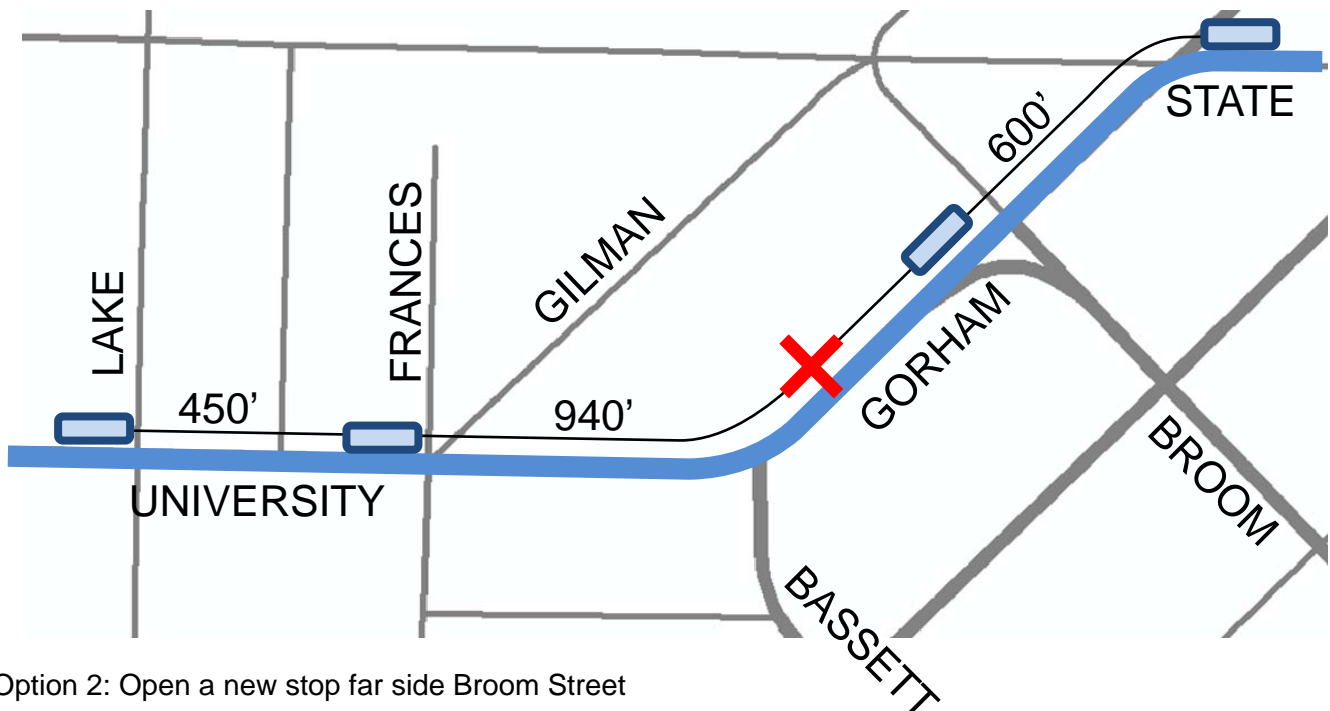 STATE
600’
FRANCES
GILMAN
LAKE
GORHAM
450’
940’
UNIVERSITY
BROOM
BASSETT
Option 2: Open a new stop far side Broom Street